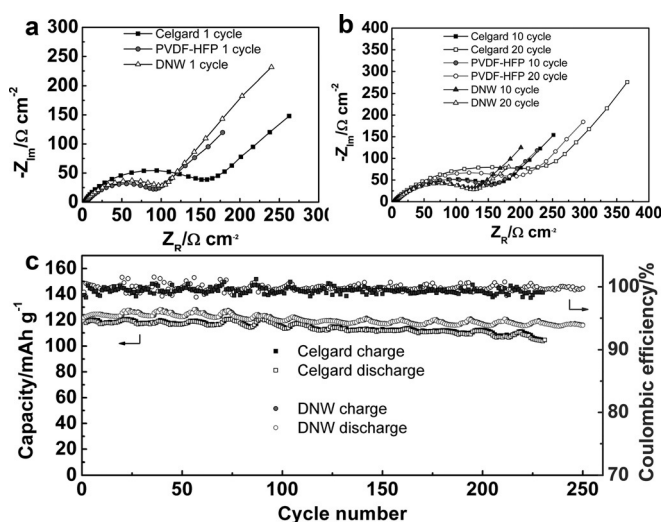 a
Celgard 1 cycle
PVDF-HFP 1 cycle
DNW 1 cycle
300
250
200
150
100
50
0
0 50 100 150 200 250 300
-Z_Im/Ω cm⁻²
Z_R/Ω cm⁻²
b
Celgard 10 cycle
Celgard 20 cycle
PVDF-HFP 10 cycle
PVDF-HFP 20 cycle
DNW 10 cycle
DNW 20 cycle
400
350
300
250
200
150
100
50
0
0 50 100 150 200 250 300 350 400
-Z_Im/Ω cm⁻²
Z_R/Ω cm⁻²
c
160
140
120
100
80
60
40
20
0
Capacity/mAh g⁻¹
Celgard charge
Celgard discharge
DNW charge
DNW discharge
100
90
80
70
Coulombic efficiency/%
0 50 100 150 200 250
Cycle number